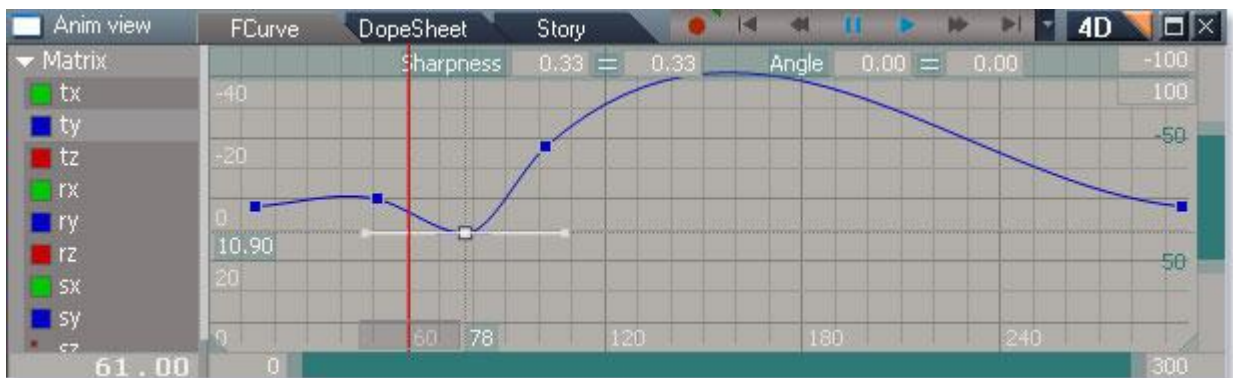 Anim view FCurve DopeSheet Story 4D
Matrix Sharpness 0.33 = 0.33 Angle 0.00 = 0.00 -100
tx -40 100
ty -50
tz -20
rx
ry 0
rz 10.90 50
sx 20
sy 0 60 78 120 180 240
sz
61.00 0 300